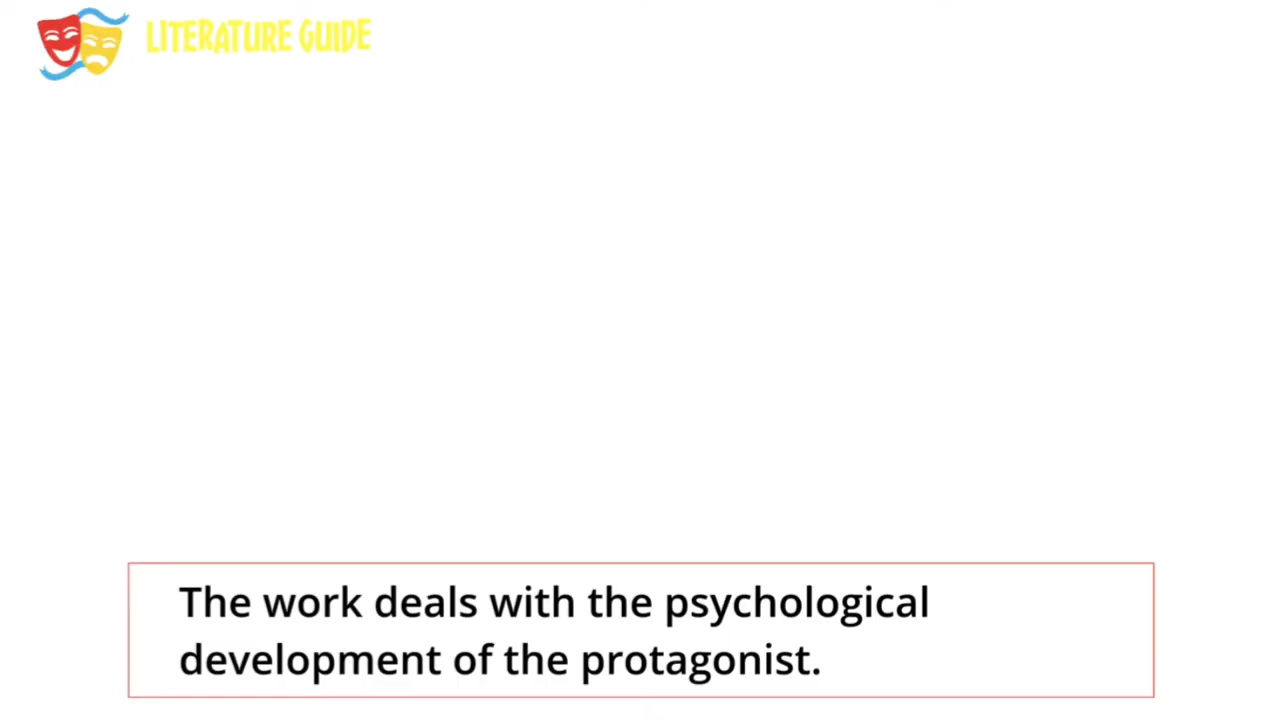 LITERATURE GUIDE
The work deals with the psychological
development of the protagonist.